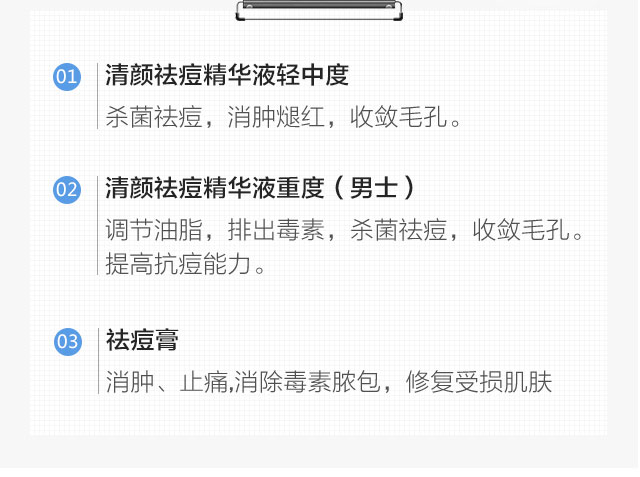 01
清颜祛痘精华液轻中度
杀菌祛痘，消肿煺红，收敛毛孔。
02
清颜祛痘精华液重度（男士）
调节油脂，排出毒素，杀菌祛痘，收敛毛孔。
提高抗痘能力。
03
祛痘膏
消肿、止痛,消除毒素脓包，修复受损肌肤